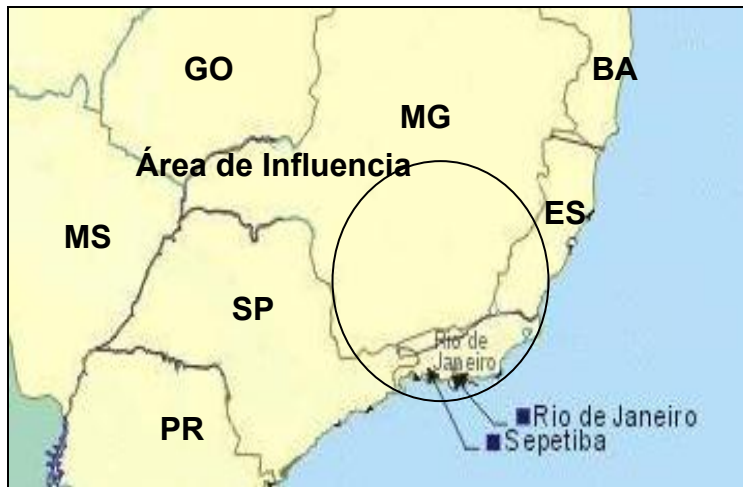 GO
BA
MG
Área de Influencia
ES
MS
SP
Rio de
Janeiro
Rio de Janeiro
Sepetiba
PR